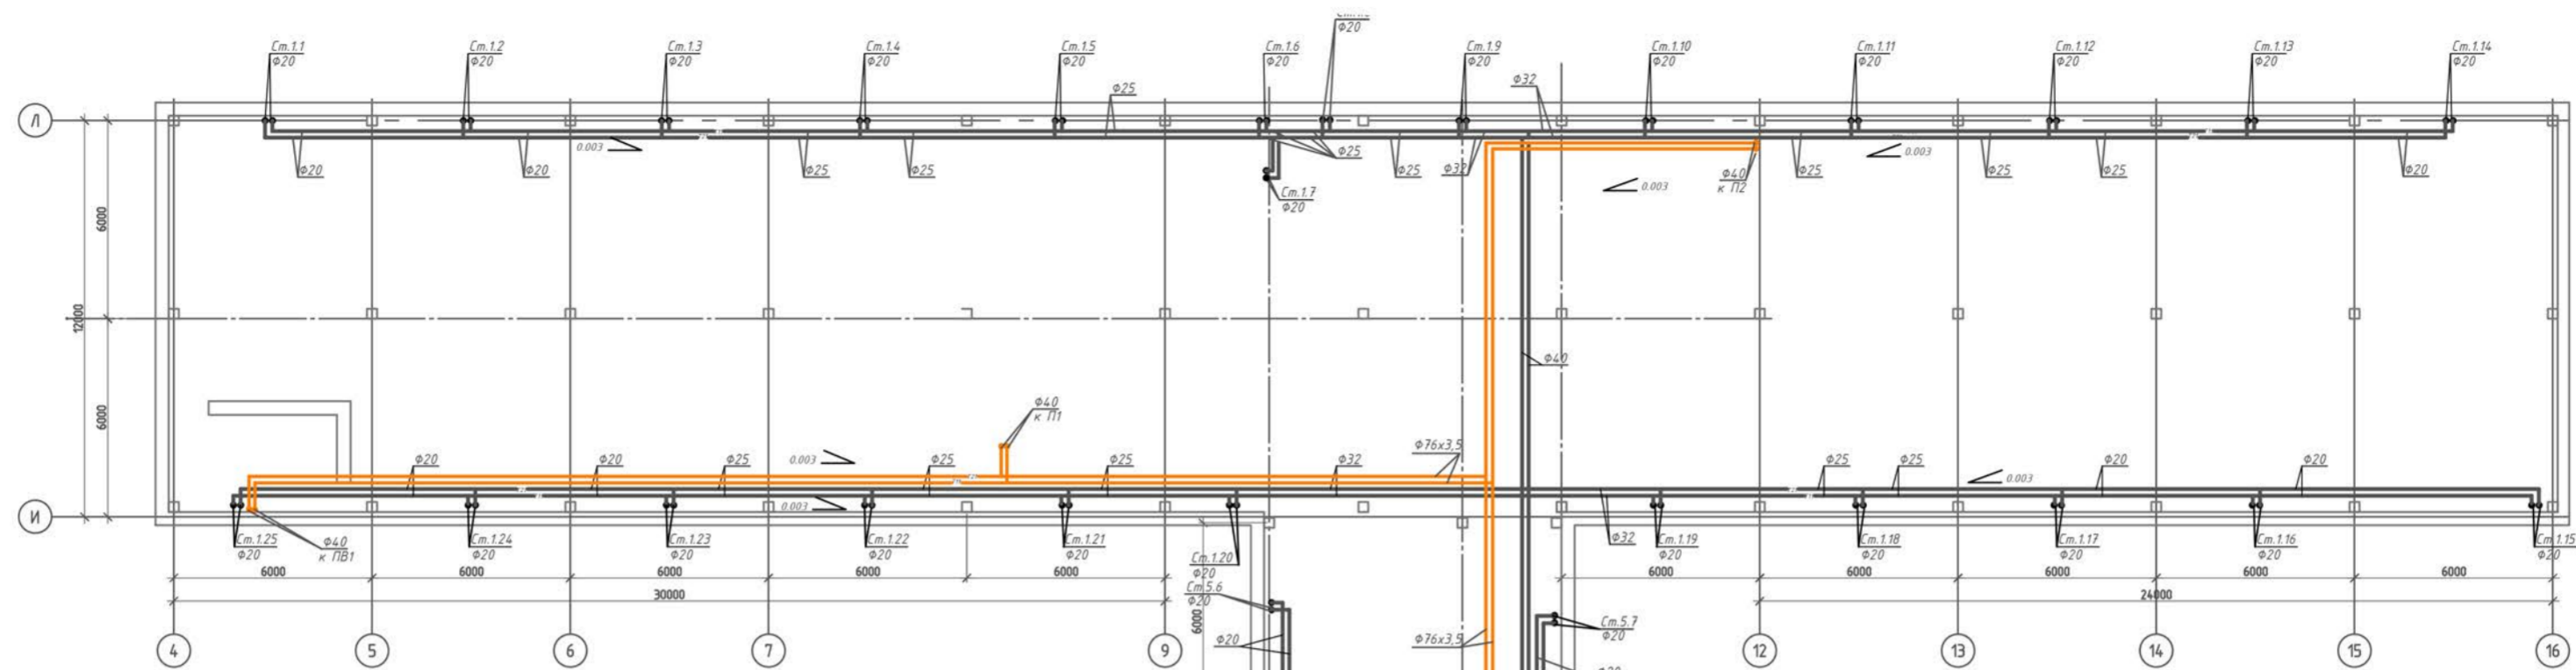 Ст.1.1
Ф20
Ст.1.2
Ф20
Ст.1.3
Ф20
Ст.1.4
Ф20
Ст.1.5
Ф20
Ст.1.6
Ф20
Ф20
Ст.1.9
Ф20
Ст.1.10
Ф20
Ст.1.11
Ф20
Ст.1.12
Ф20
Ст.1.13
Ф20
Ст.1.14
Ф20
Ф25
Ф32
Л
0.003
Ф20
Ф20
Ф25
Ф25
Ф25
Ф25
Ф32
Ф40
к П2
Ф25
0.003
0.003
Ф25
Ф25
Ф20
Ст.1.7
Ф20
6000
12000
6000
Ф40
Ф40
к П1
Ф76х3,5
Ф20
Ф20
Ф25
0.003
Ф25
Ф25
Ф32
Ф25
Ф25
0.003
Ф20
Ф20
0.003
И
Ст.1.25
Ф20
Ф40
к ПВ1
Ст.1.24
Ф20
Ст.1.23
Ф20
Ст.1.22
Ф20
Ст.1.21
Ф20
Ст.1.20
Ф20
Ф32
Ст.1.19
Ф20
Ст.1.18
Ф20
Ст.1.17
Ф20
Ст.1.16
Ф20
Ст.1.15
Ф20
6000
6000
6000
6000
6000
6000
6000
6000
6000
6000
30000
24000
Ст.5.6
Ф20
6000
Ф20
Ф76х3,5
Ст.5.7
Ф20
4
5
6
7
9
12
13
14
15
16